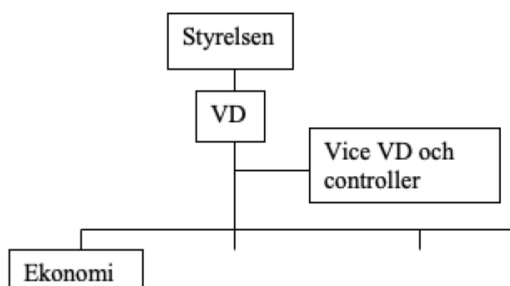 Styrelsen
VD
Vice VD och
controller
Ekonomi